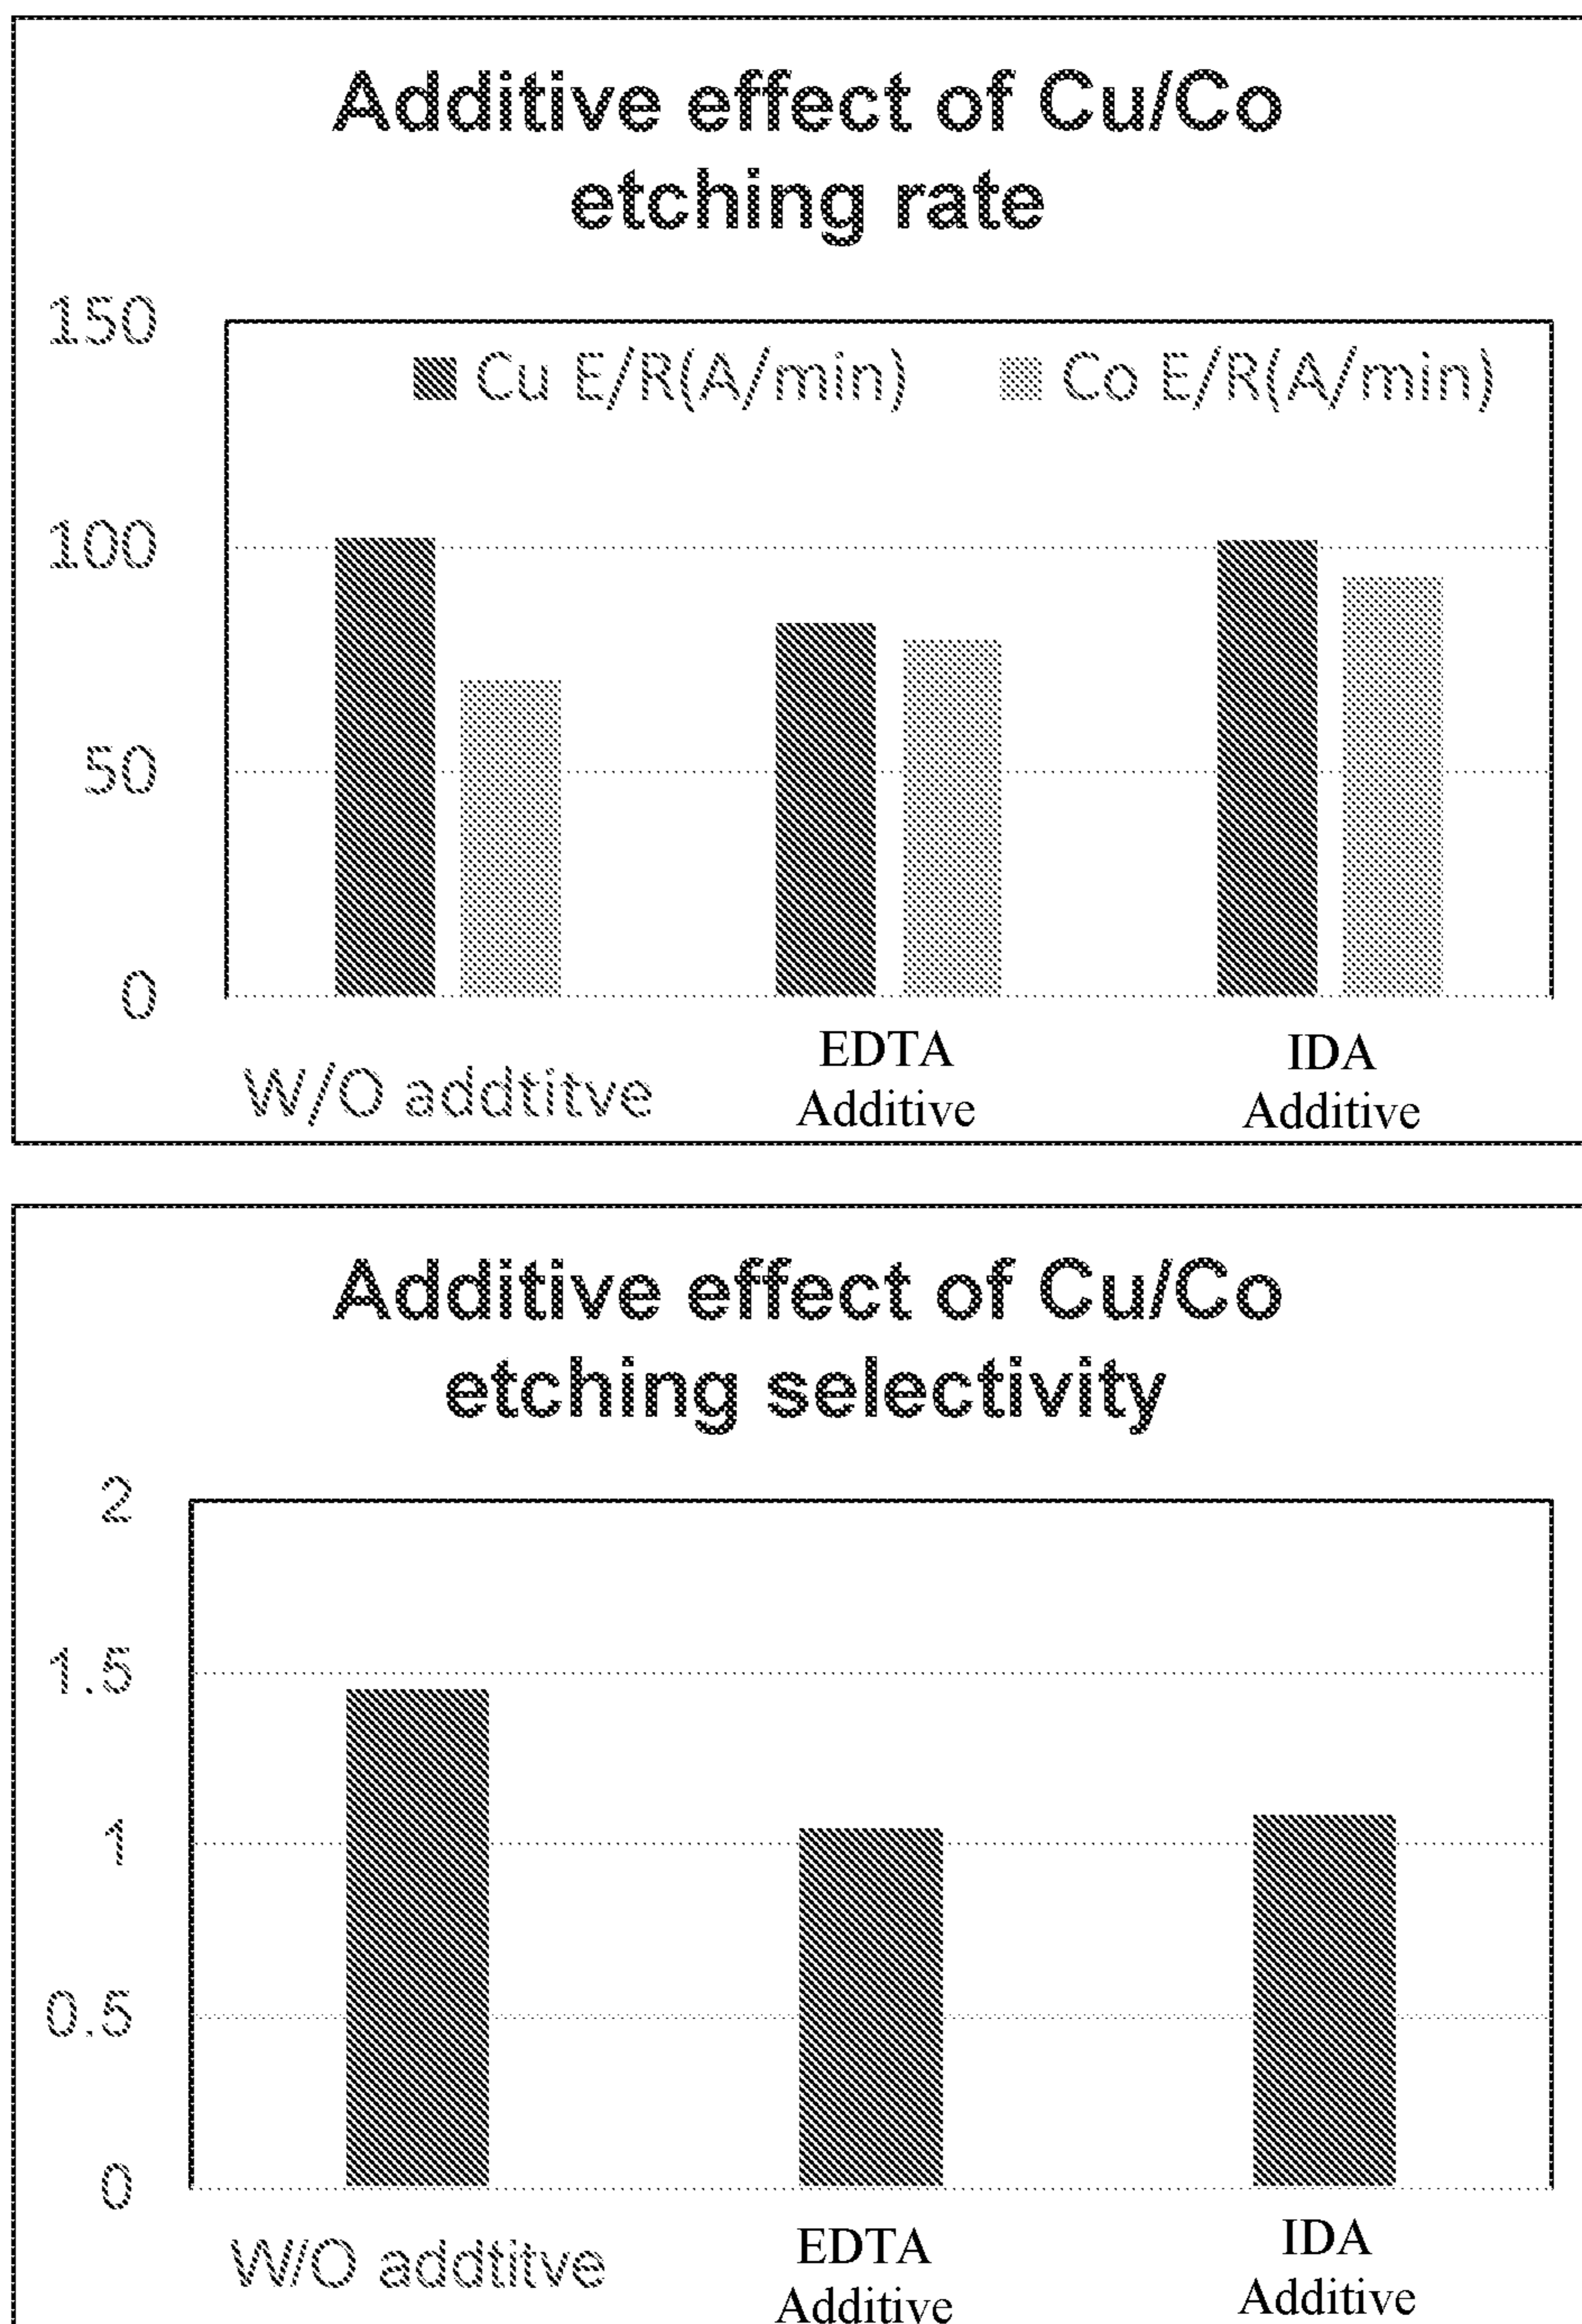 Additive effect of Cu/Co
etching rate
150
Cu E/R(A/min) Co E/R(A/min)
100
50
0
W/O addtitve
EDTA
Additive
IDA
Additive
Additive effect of Cu/Co
etching selectivity
2
1.5
1
0.5
0
W/O addtitve
EDTA
Additive
IDA
Additive